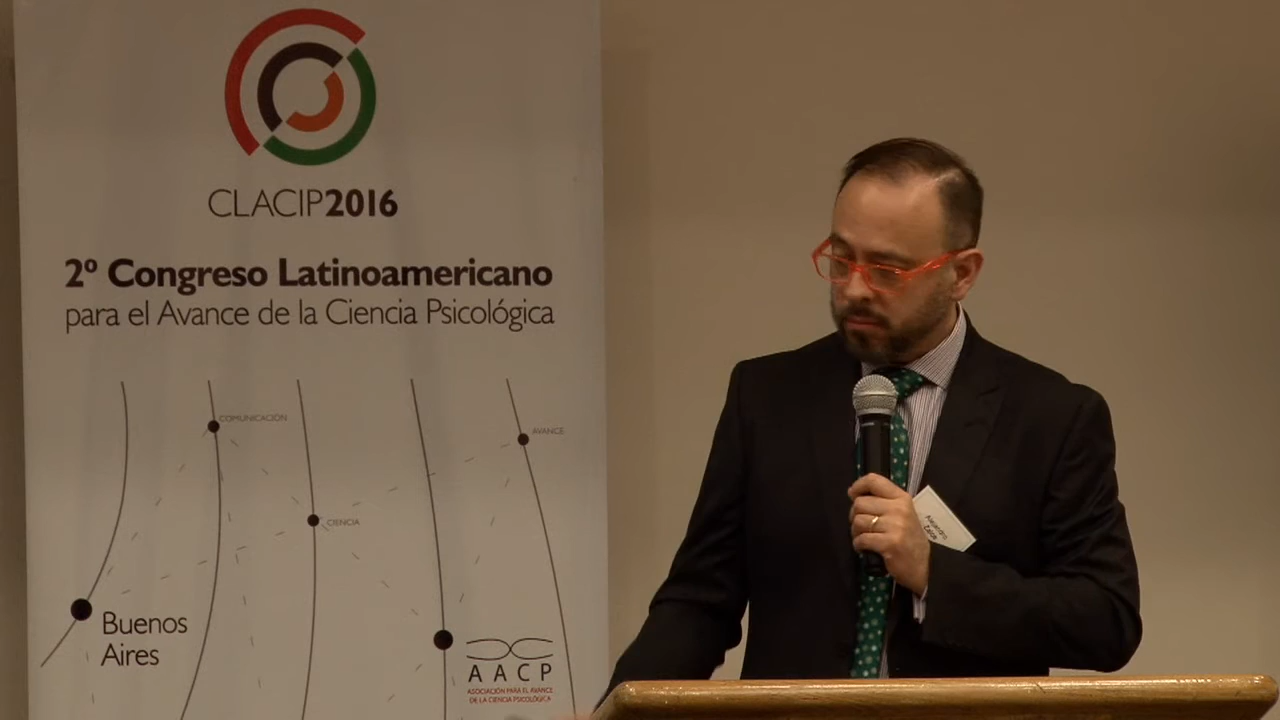 CLACIP2016
2º Congreso Latinoamericano
para el Avance de la Ciencia Psicológica
COMUNICACIÓN
AVANCE
CIENCIA
Buenos
Aires
AACP
ASOCIACIÓN PARA EL AVANCE
DE LA CIENCIA PSICOLÓGICA
Alejandro